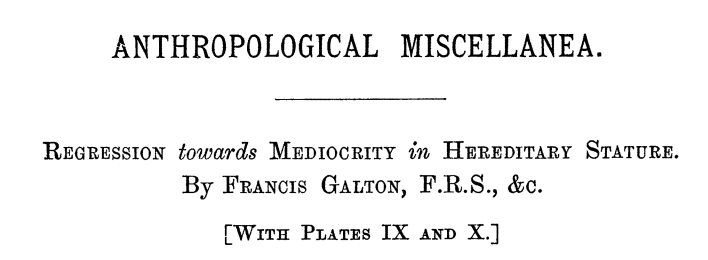 ANTHROPOLOGICAL MISCELLANEA.
REGRESSION towards MEDIOCRITY in HEREDITARY STATURE.
By FRANCIS GALTON, F.R.S., &c.
[WITH PLATES IX AND X.]